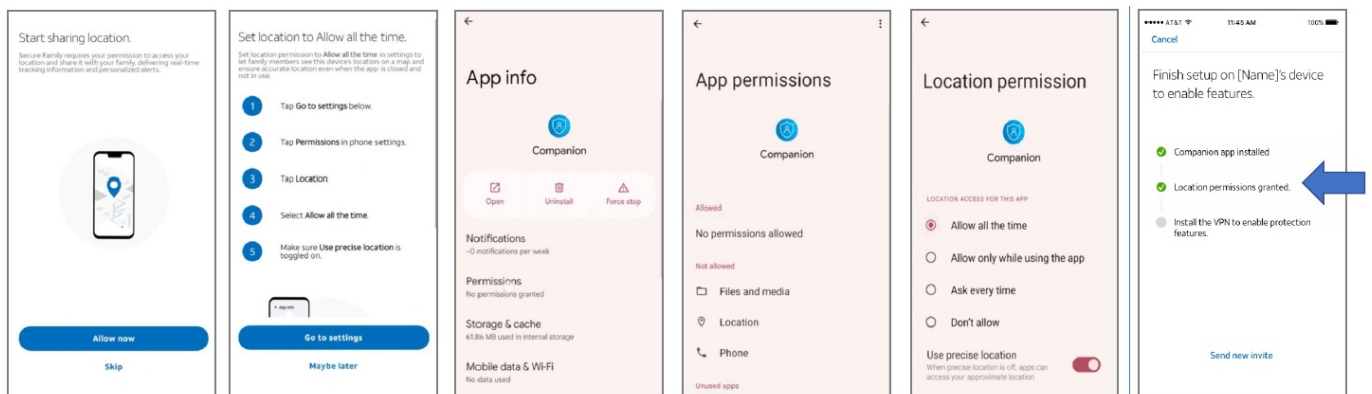 Start sharing location.
Secure Family requires your permission to access your
location and share it with your family, delivering real-time
tracking information and personalized alerts.
Allow now
Skip
Set location to Allow all the time.
Set location permission to Allow all the time in settings to
let family members see this device's location on a map and
ensure accurate location even when the app is closed and
not in use.
1 Tap Go to settings below.
2 Tap Permissions in phone settings.
3 Tap Location.
4 Select Allow all the time.
5 Make sure Use precise location is
toggled on.
App info
Go to settings
Maybe later
App info
Companion
Open Uninstall Force stop
Notifications
~0 notifications per week
Permissions
No permissions granted
Storage & cache
61.86 MB used in internal storage
Mobile data & Wi-Fi
No data used
App permissions
Companion
Allowed
No permissions allowed
Not allowed
Files and media
Location
Phone
Unused apps
Location permission
Companion
LOCATION ACCESS FOR THIS APP
Allow all the time
Allow only while using the app
Ask every time
Don't allow
Use precise location
When precise location is off, apps can
access your approximate location
AT&T 11:45 AM 100%
Cancel
Finish setup on [Name]'s device
to enable features.
Companion app installed
Location permissions granted.
Install the VPN to enable protection
features.
Send new invite